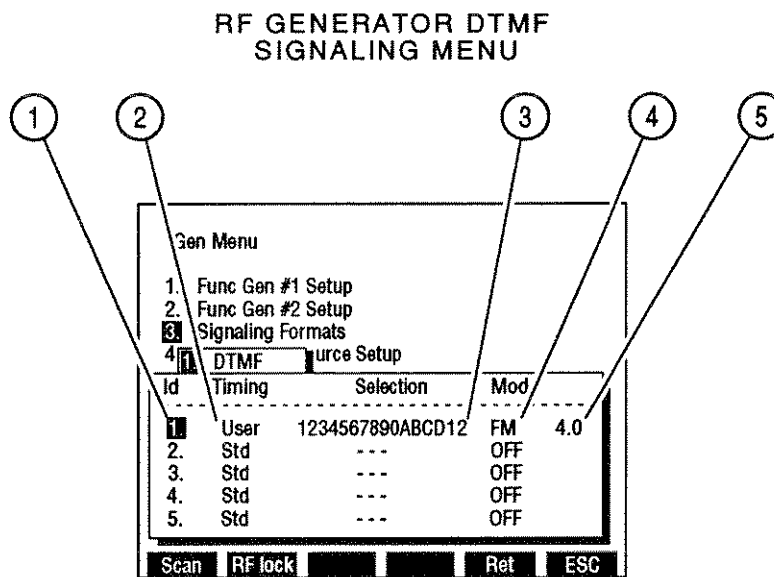 RF GENERATOR DTMF
SIGNALING MENU
1 2 3 4 5
Gen Menu
1. Func Gen #1 Setup
2. Func Gen #2 Setup
3. Signaling Formats
4 urce Setup
1. DTMF
Id Timing Selection Mod
1. User 1234567890ABCD12 FM 4.0
2. Std - - - OFF
3. Std - - - OFF
4. Std - - - OFF
5. Std - - - OFF
Scan RF lock Ret ESC